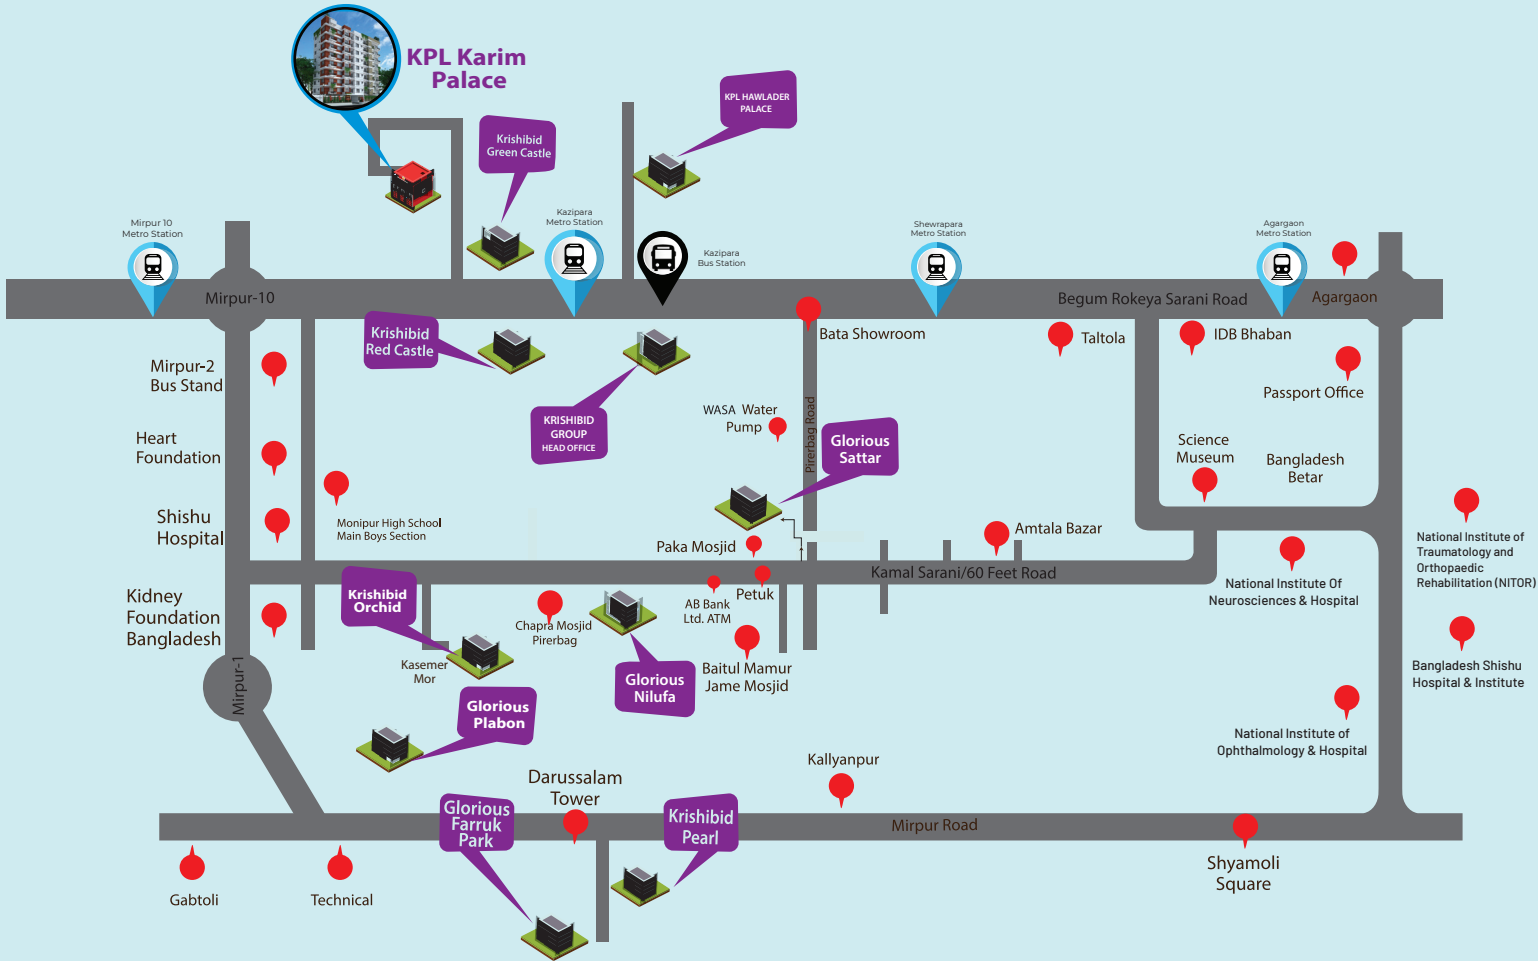 KPL Karim
Palace
KPL HAWLADER
PALACE
Krishibid
Green Castle
Mirpur 10
Metro Station
Kazipara
Metro Station
Kazipara
Bus Station
Shewrapara
Metro Station
Agargaon
Metro Station
Mirpur-10
Begum Rokeya Sarani Road
Agargaon
Krishibid
Red Castle
Bata Showroom
Taltola
IDB Bhaban
Mirpur-2
Bus Stand
Passport Office
KRISHIBID
GROUP
HEAD OFFICE
WASA Water
Pump
Pirerbag Road
Glorious
Sattar
Heart
Foundation
Science
Museum
Bangladesh
Betar
Shishu
Hospital
Monipur High School
Main Boys Section
Paka Mosjid
Amtala Bazar
National Institute of
Traumatology and
Orthopaedic
Rehabilitation (NITOR)
Kamal Sarani/60 Feet Road
Petuk
AB Bank
Ltd. ATM
National Institute Of
Neurosciences & Hospital
Kidney
Foundation
Bangladesh
Krishibid
Orchid
Chapra Mosjid
Pirerbag
Kasemer
Mor
Baitul Mamur
Jame Mosjid
Glorious
Nilufa
Bangladesh Shishu
Hospital & Institute
Mirpur-1
Glorious
Plabon
National Institute of
Ophthalmology & Hospital
Kallyanpur
Darussalam
Tower
Glorious
Farruk
Park
Krishibid
Pearl
Mirpur Road
Shyamoli
Square
Gabtoli
Technical